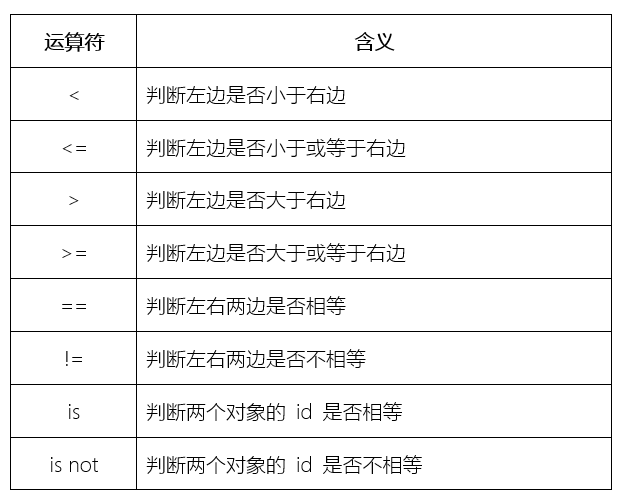 运算符 含义
< 判断左边是否小于右边
<= 判断左边是否小于或等于右边
> 判断左边是否大于右边
>= 判断左边是否大于或等于右边
== 判断左右两边是否相等
!= 判断左右两边是否不相等
is 判断两个对象的 id 是否相等
is not 判断两个对象的 id 是否不相等